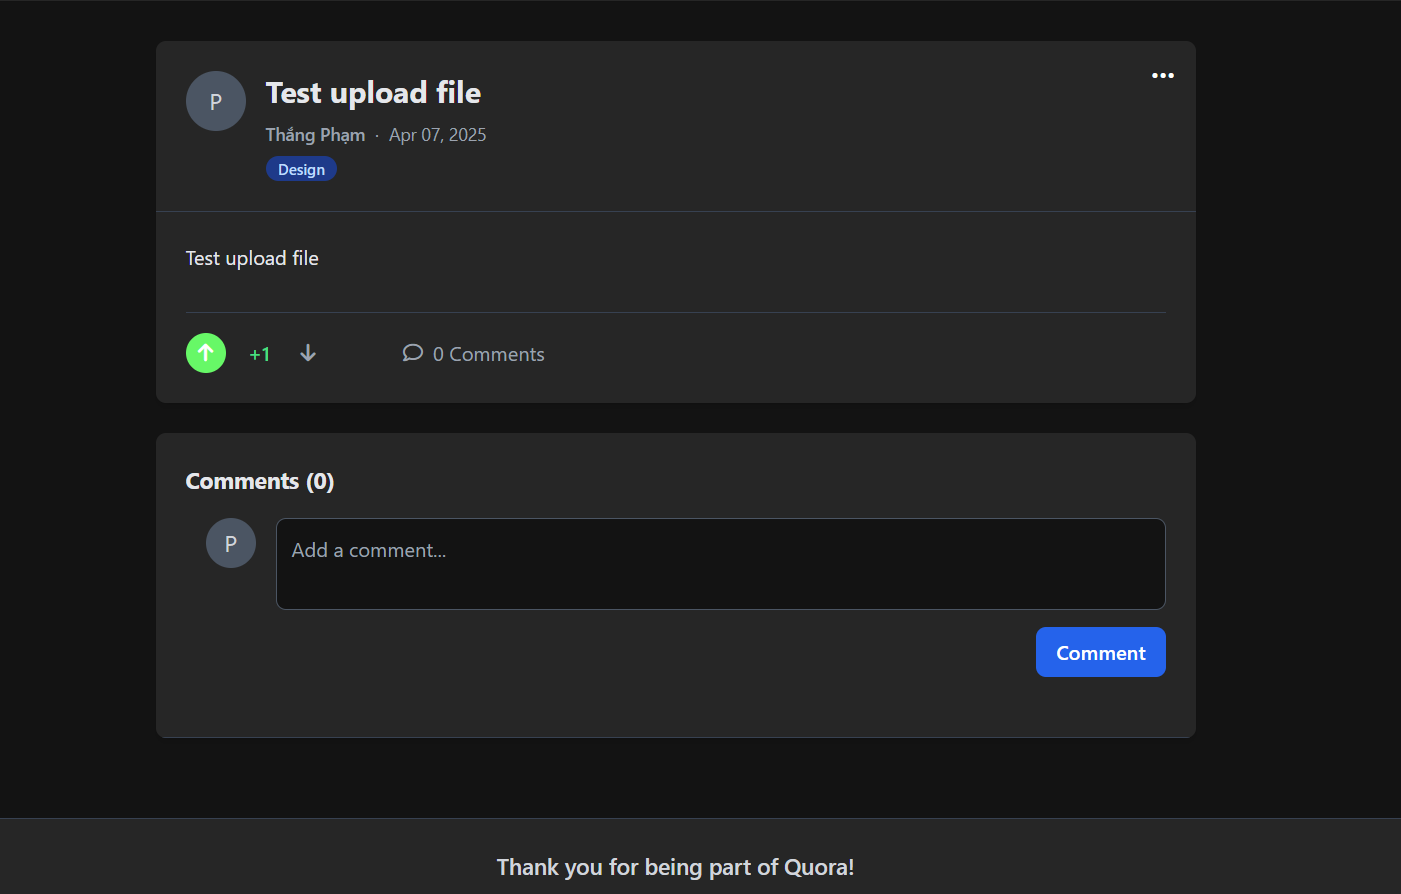 P
Test upload file
Thắng Phạm · Apr 07, 2025
Design
Test upload file
+1
0 Comments
Comments (0)
P
Add a comment...
Comment
Thank you for being part of Quora!